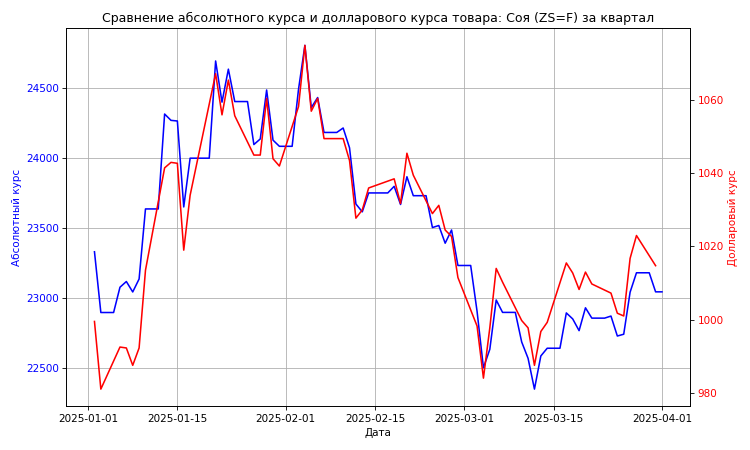 Сравнение абсолютного курса и долларового курса товара: Соя (ZS=F) за квартал
24500
24000
23500
23000
22500
Абсолютный курс
1060
1040
1020
1000
980
Долларовый курс
2025-01-01 2025-01-15 2025-02-01 2025-02-15 2025-03-01 2025-03-15 2025-04-01
Дата